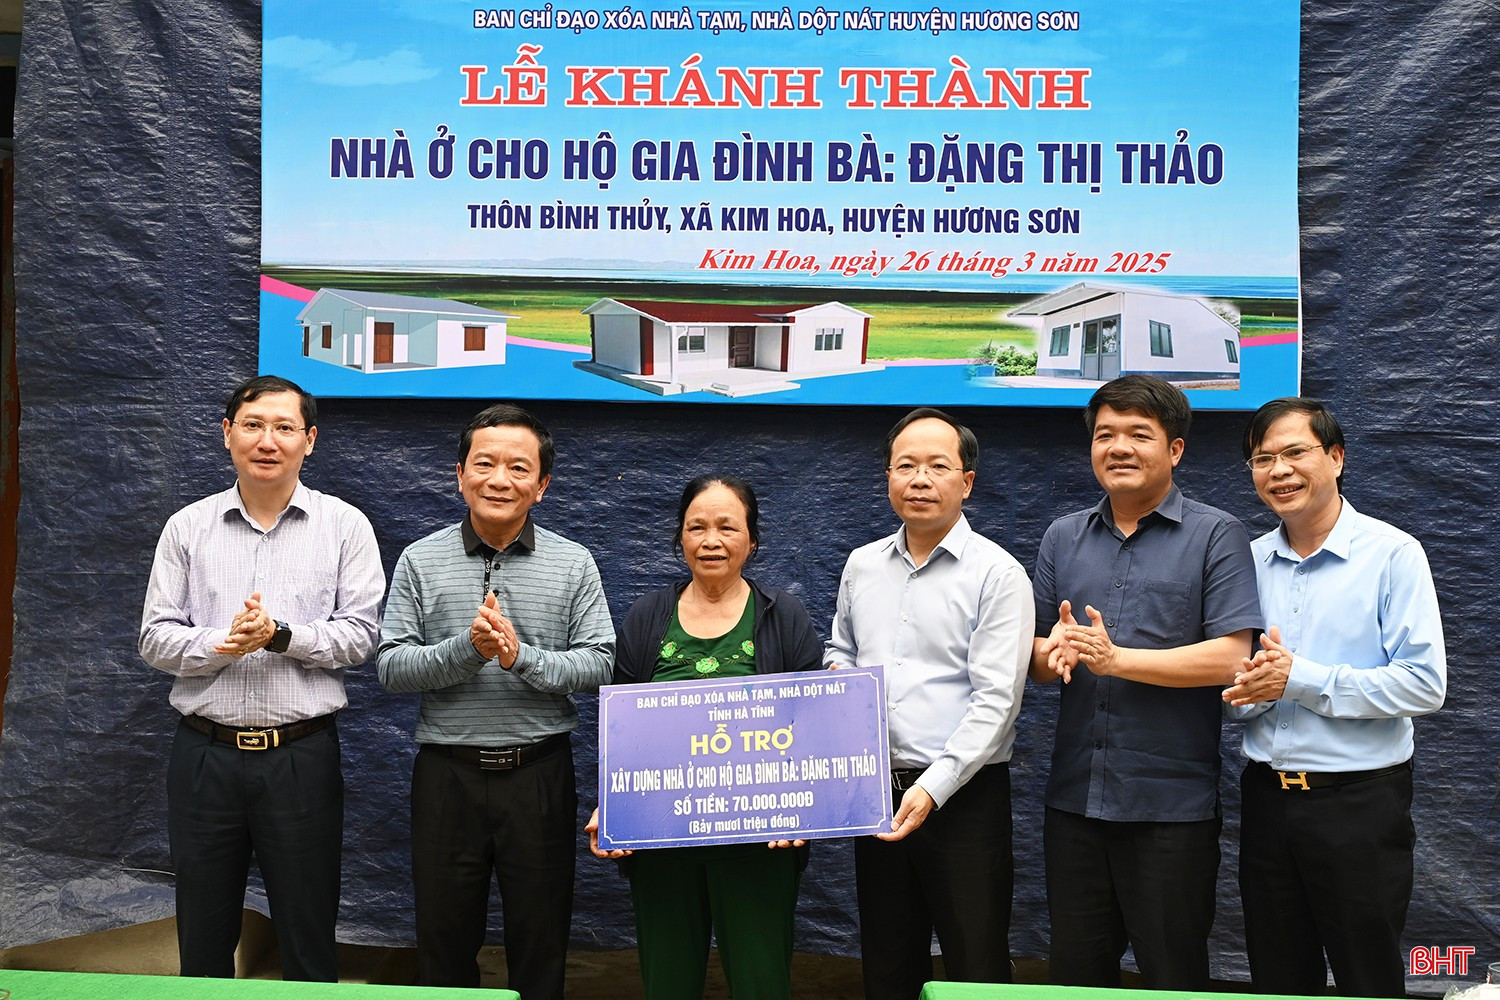 BAN CHỈ ĐẠO XÓA NHÀ TẠM, NHÀ DỘT NÁT HUYỆN HƯƠNG SƠN
LỄ KHÁNH THÀNH
NHÀ Ở CHO HỘ GIA ĐÌNH BÀ: ĐẶNG THỊ THẢO
THÔN BÌNH THỦY, XÃ KIM HOA, HUYỆN HƯƠNG SƠN
Kim Hoa, ngày 26 tháng 3 năm 2025
BAN CHỈ ĐẠO XÓA NHÀ TẠM, NHÀ DỘT NÁT
TỈNH HÀ TĨNH
HỖ TRỢ
XÂY DỰNG NHÀ Ở CHO HỘ GIA ĐÌNH BÀ: ĐẶNG THỊ THẢO
SỐ TIỀN: 70.000.000Đ
(Bảy mươi triệu đồng)
BHT